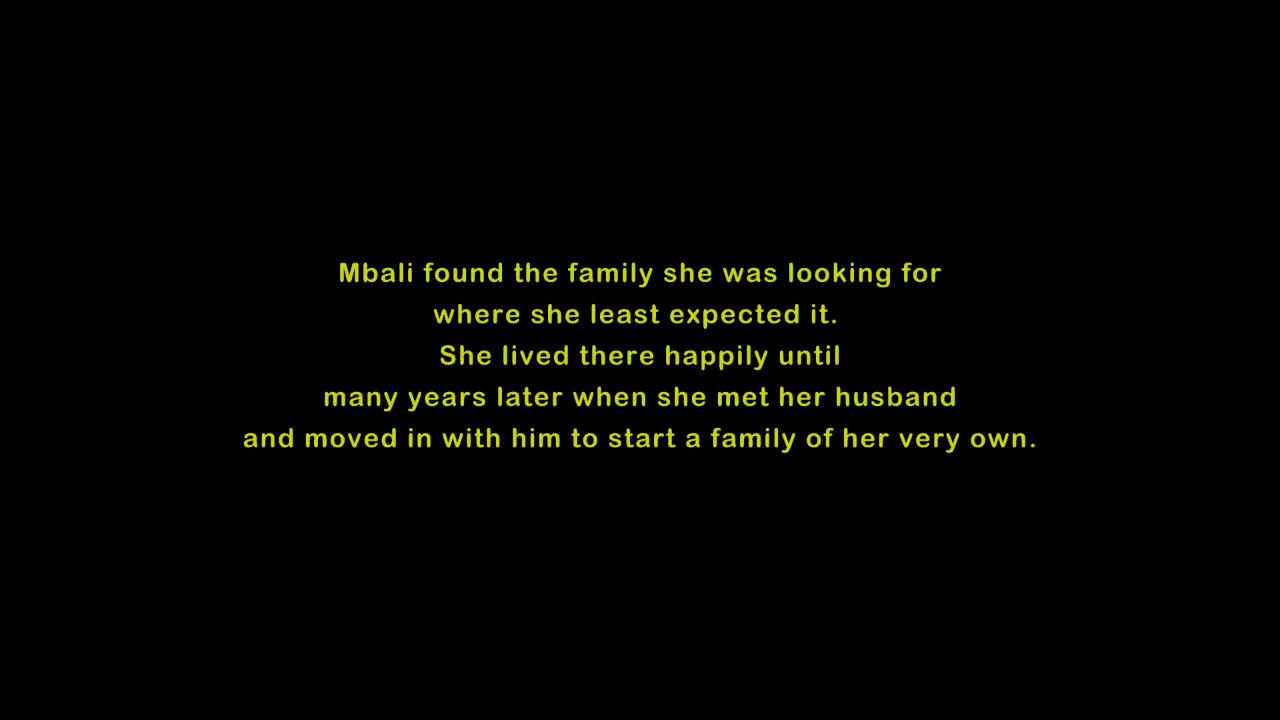 Mbali found the family she was looking for
where she least expected it.
She lived there happily until
many years later when she met her husband
and moved in with him to start a family of her very own.